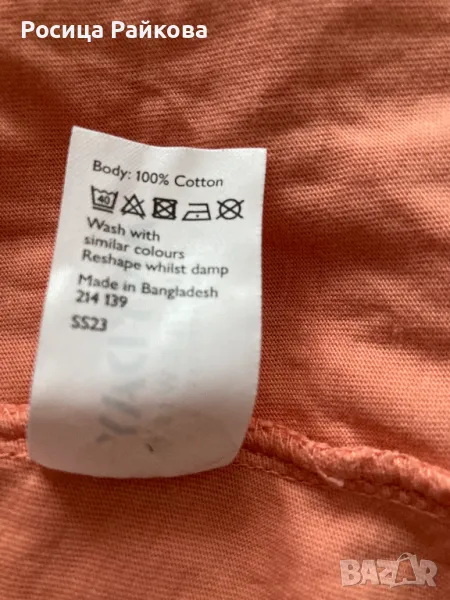 Росица Райкова
Body: 100% Cotton
40
Wash with
similar colours
Reshape whilst damp
Made in Bangladesh
214 139
SS23
BAZAR